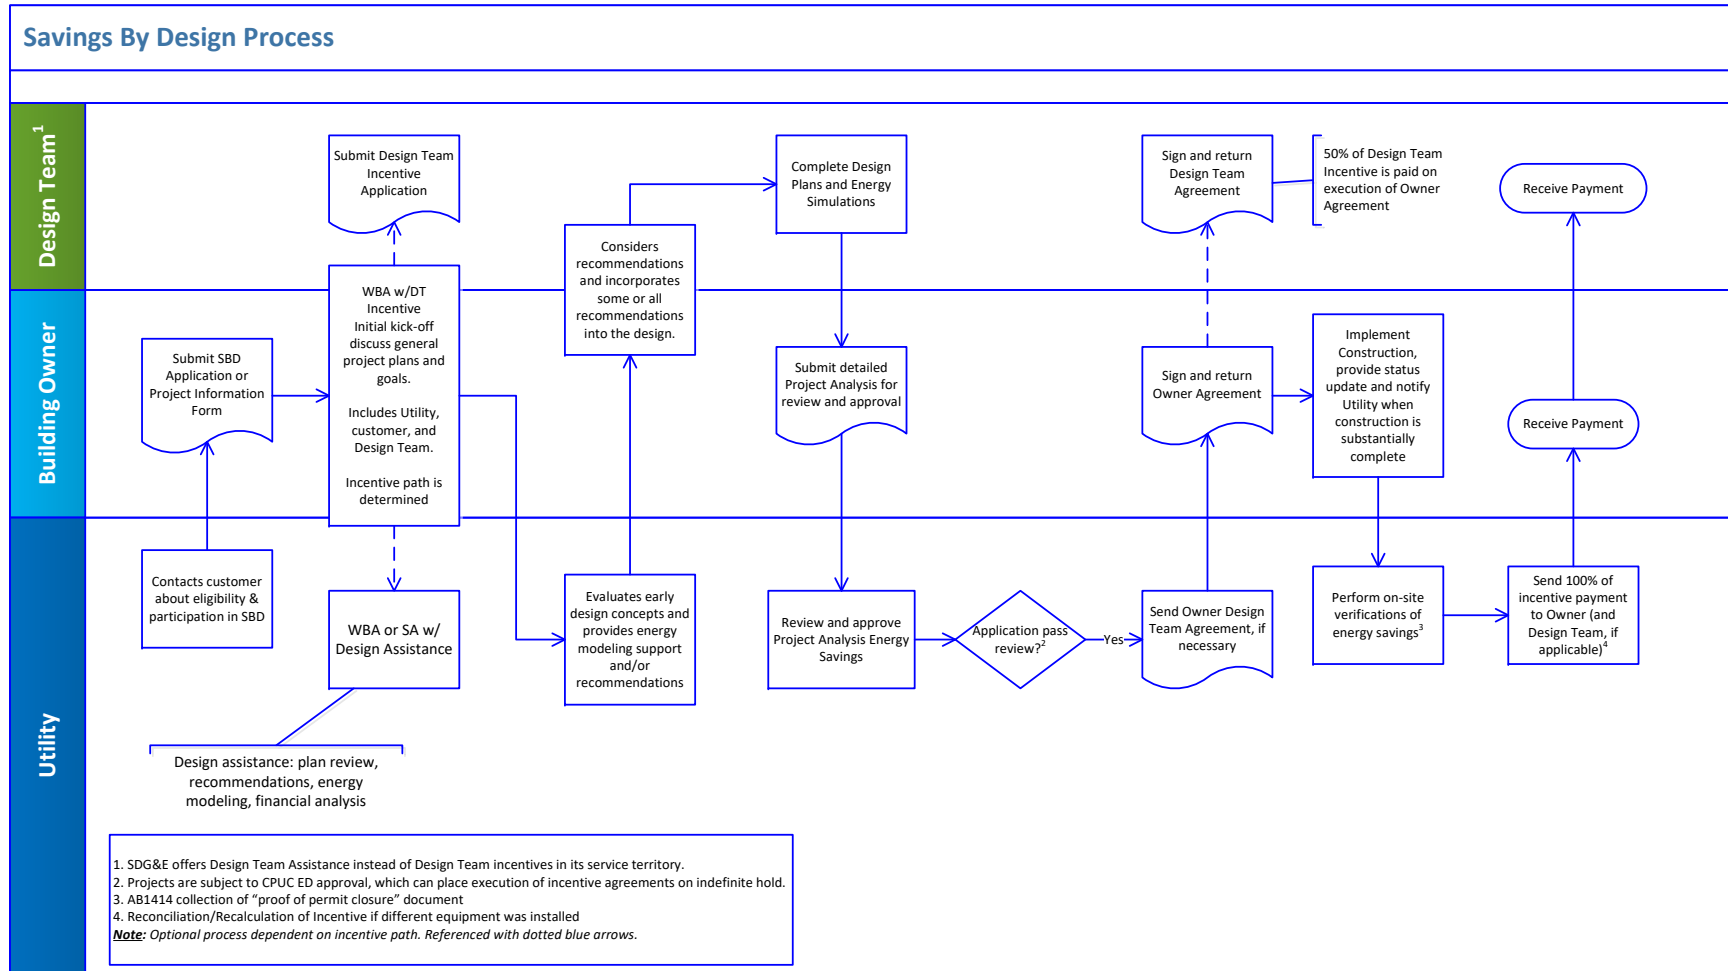 Savings By Design Process
Design Team1
Submit Design Team
Incentive
Application
Complete Design
Plans and Energy
Simulations
Sign and return
Design Team
Agreement
50% of Design Team
Incentive is paid on
execution of Owner
Agreement
Receive Payment
Considers
recommendations
and incorporates
some or all
recommendations
into the design.
Building Owner
Submit SBD
Application or
Project Information
Form
WBA w/DT
Incentive
Initial kick-off
discuss general
project plans and
goals.
Includes Utility,
customer, and
Design Team.
Incentive path is
determined
Submit detailed
Project Analysis for
review and approval
Sign and return
Owner Agreement
Implement
Construction,
provide status
update and notify
Utility when
construction is
substantially
complete
Receive Payment
Utility
Contacts customer
about eligibility &
participation in SBD
WBA or SA w/
Design Assistance
Evaluates early
design concepts and
provides energy
modeling support
and/or
recommendations
Review and approve
Project Analysis Energy
Savings
Application pass
review?2
Yes
Send Owner Design
Team Agreement, if
necessary
Perform on-site
verifications of
energy savings3
Send 100% of
incentive payment
to Owner (and
Design Team, if
applicable)4
Design assistance: plan review,
recommendations, energy
modeling, financial analysis
1. SDG&E offers Design Team Assistance instead of Design Team incentives in its service territory.
2. Projects are subject to CPUC ED approval, which can place execution of incentive agreements on indefinite hold.
3. AB1414 collection of “proof of permit closure” document
4. Reconciliation/Recalculation of Incentive if different equipment was installed
Note: Optional process dependent on incentive path. Referenced with dotted blue arrows.